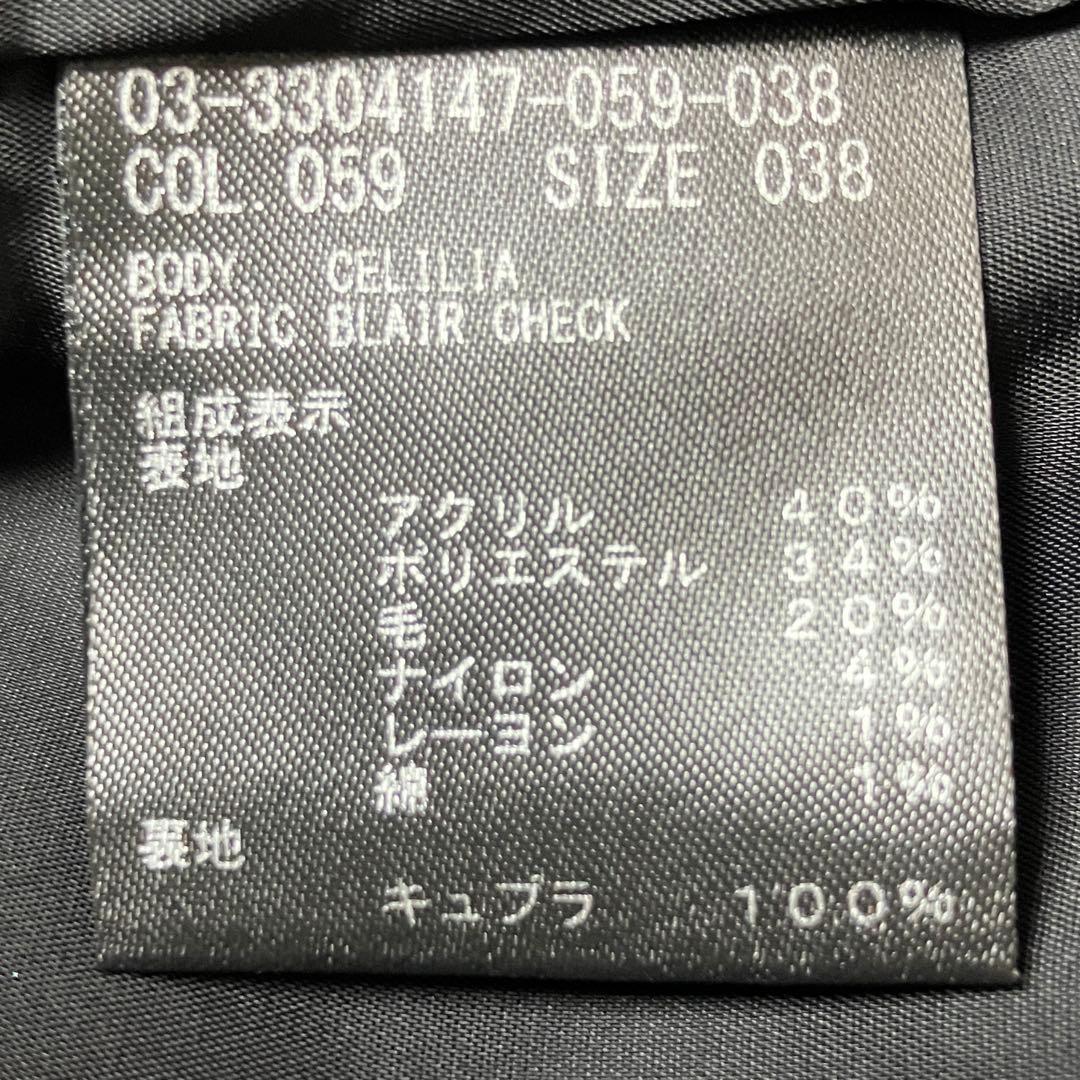 03-3304147-059-038
COL 059 SIZE 038
BODY CELILIA
FABRIC BLAIR CHECK
組成表示
表地
アクリル 40%
ポリエステル 34%
毛 20%
ナイロン 4%
レーヨン 1%
綿 1%
裏地
キュプラ 100%